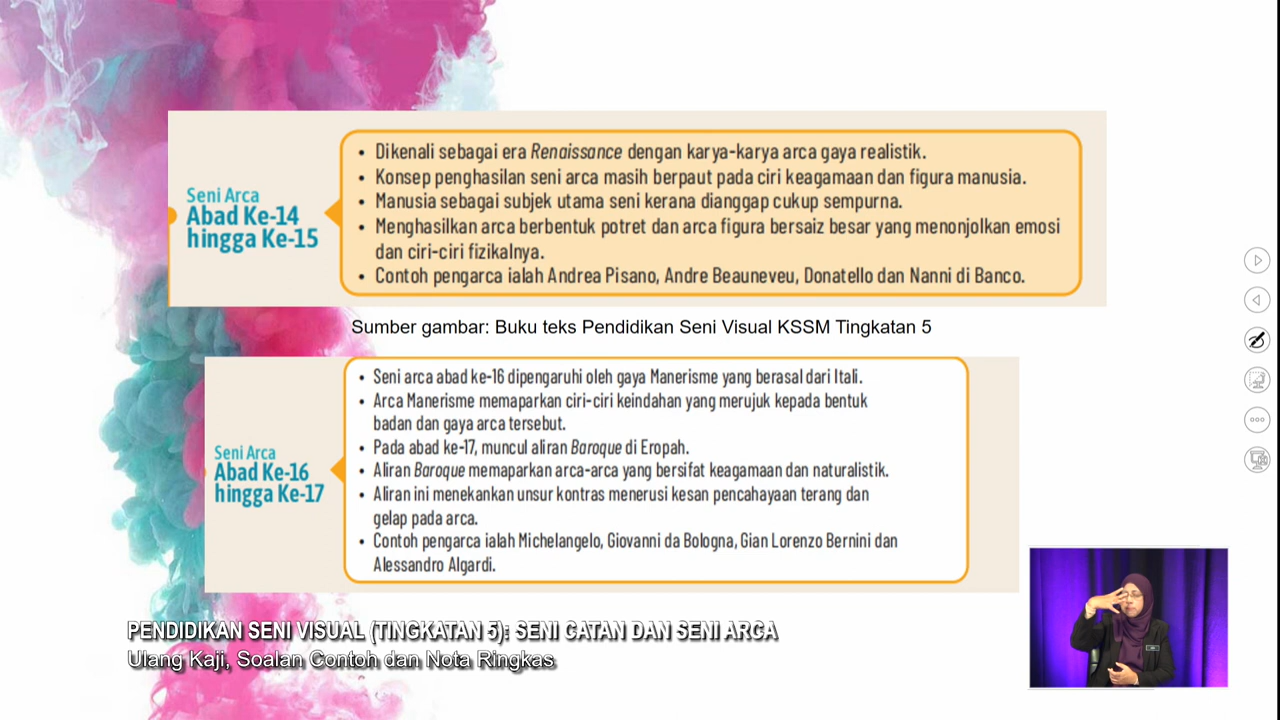 Seni Arca
Abad Ke-14
hingga Ke-15
• Dikenali sebagai era Renaissance dengan karya-karya arca gaya realistik.
• Konsep penghasilan seni arca masih berpaut pada ciri keagamaan dan figura manusia.
• Manusia sebagai subjek utama seni kerana dianggap cukup sempurna.
• Menghasilkan arca berbentuk potret dan arca figura bersaiz besar yang menonjolkan emosi
dan ciri-ciri fizikalnya.
• Contoh pengarca ialah Andrea Pisano, Andre Beauneveu, Donatello dan Nanni di Banco.
Sumber gambar: Buku teks Pendidikan Seni Visual KSSM Tingkatan 5
Seni Arca
Abad Ke-16
hingga Ke-17
• Seni arca abad ke-16 dipengaruhi oleh gaya Manerisme yang berasal dari Itali.
• Arca Manerisme memaparkan ciri-ciri keindahan yang merujuk kepada bentuk
badan dan gaya arca tersebut.
• Pada abad ke-17, muncul aliran Baroque di Eropah.
• Aliran Baroque memaparkan arca-arca yang bersifat keagamaan dan naturalistik.
• Aliran ini menekankan unsur kontras menerusi kesan pencahayaan terang dan
gelap pada arca.
• Contoh pengarca ialah Michelangelo, Giovanni da Bologna, Gian Lorenzo Bernini dan
Alessandro Algardi.
PENDIDIKAN SENI VISUAL (TINGKATAN 5): SENI CATAN DAN SENI ARCA
Ulang Kaji, Soalan Contoh dan Nota Ringkas